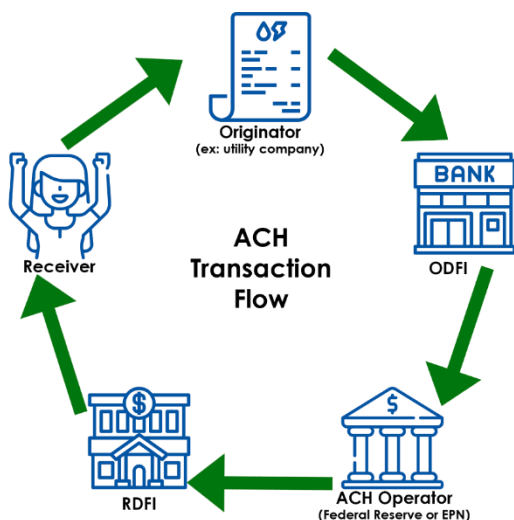 Originator
(ex: utility company)
BANK
ODFI
ACH
Transaction
Flow
Receiver
$
RDFI
$
ACH Operator
(Federal Reserve or EPN)